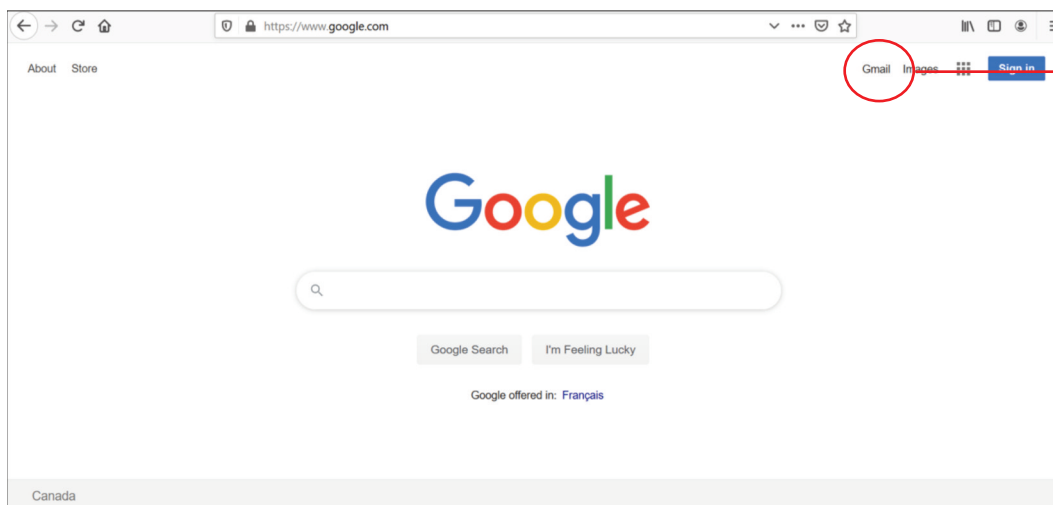 https://www.google.com
About Store Gmail Images Sign in
Google
Google Search I'm Feeling Lucky
Google offered in: Français
Canada